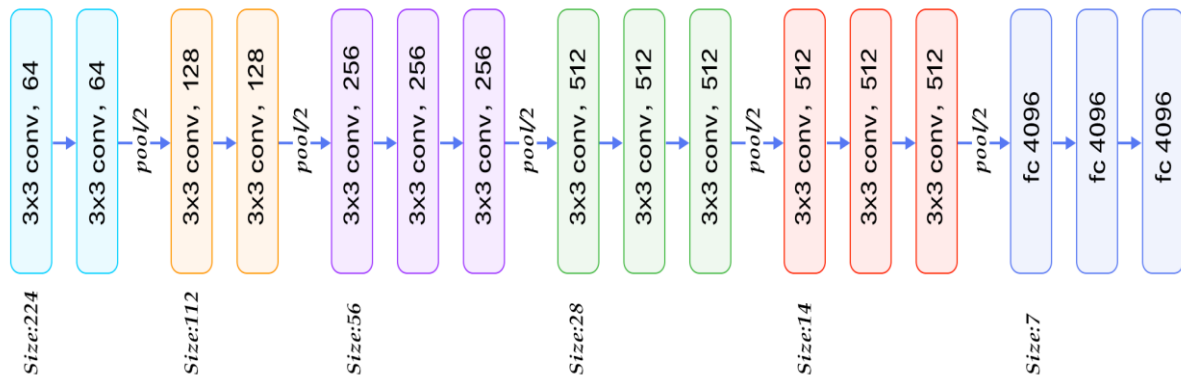 3x3 conv, 64
3x3 conv, 64
pool/2
3x3 conv, 128
3x3 conv, 128
pool/2
3x3 conv, 256
3x3 conv, 256
3x3 conv, 256
pool/2
3x3 conv, 512
3x3 conv, 512
3x3 conv, 512
pool/2
3x3 conv, 512
3x3 conv, 512
3x3 conv, 512
pool/2
fc 4096
fc 4096
fc 4096
Size:224
Size:112
Size:56
Size:28
Size:14
Size:7